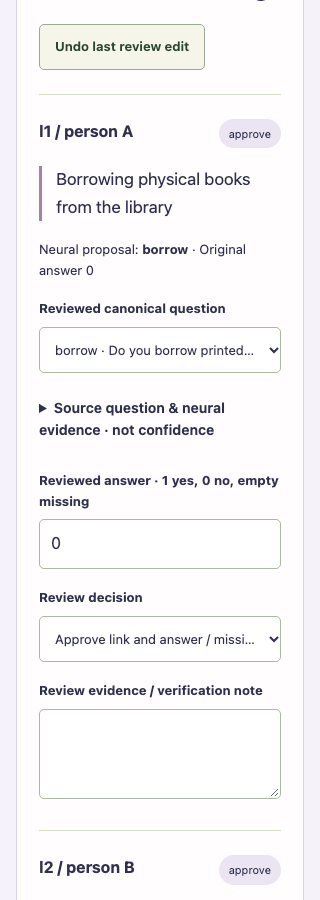 Undo last review edit
l1 / person A
approve
Borrowing physical books
from the library
Neural proposal: borrow · Original
answer 0
Reviewed canonical question
borrow · Do you borrow printed...
▶ Source question & neural
evidence · not confidence
Reviewed answer · 1 yes, 0 no, empty
missing
0
Review decision
Approve link and answer / missi...
Review evidence / verification note
l2 / person B
approve